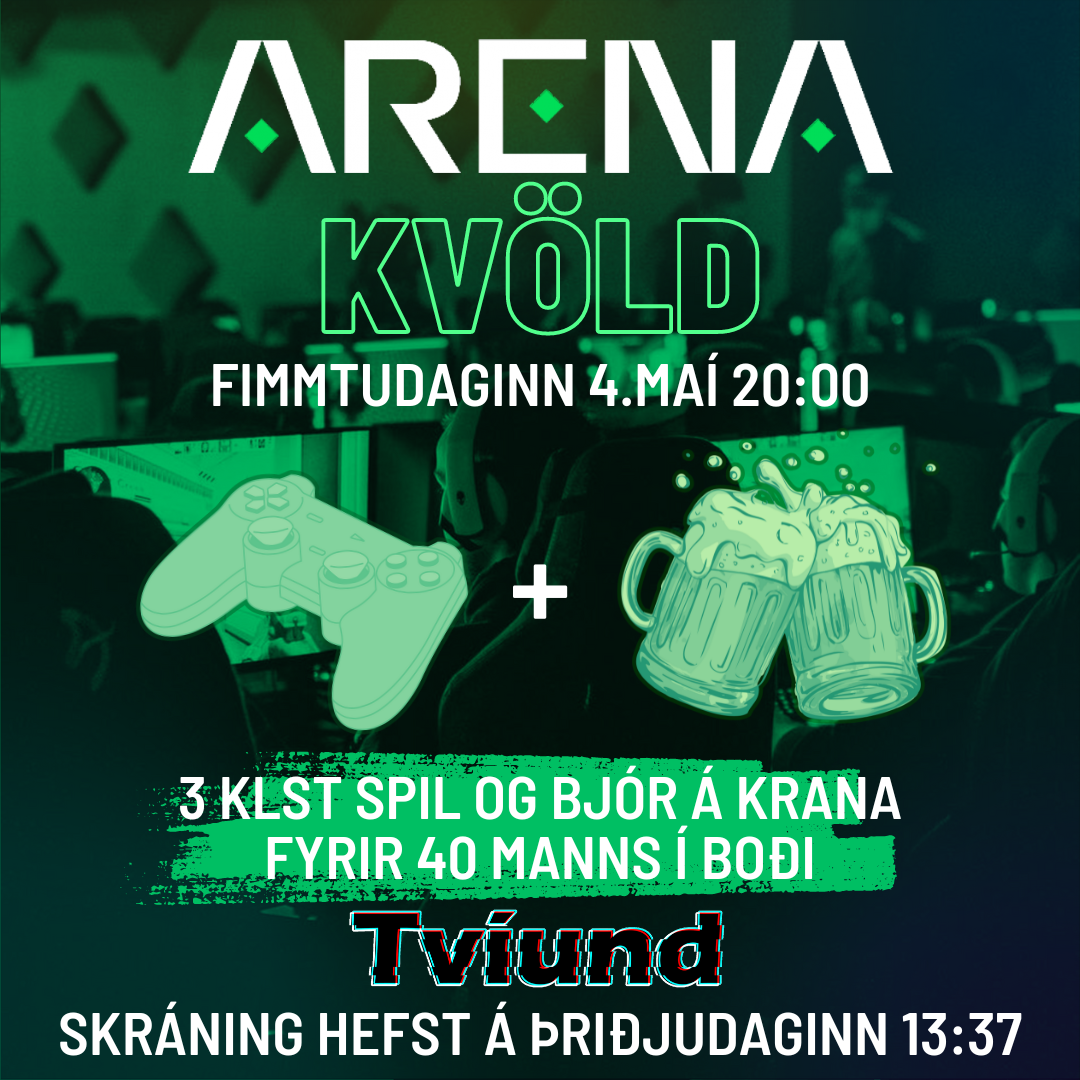 ARENA
KVÖLD
FIMMTUDAGINN 4.MAÍ 20:00
+
3 KLST SPIL OG BJÓR Á KRANA
FYRIR 40 MANNS Í BOÐI
Tvíund
SKRÁNING HEFST Á ÞRIÐJUDAGINN 13:37